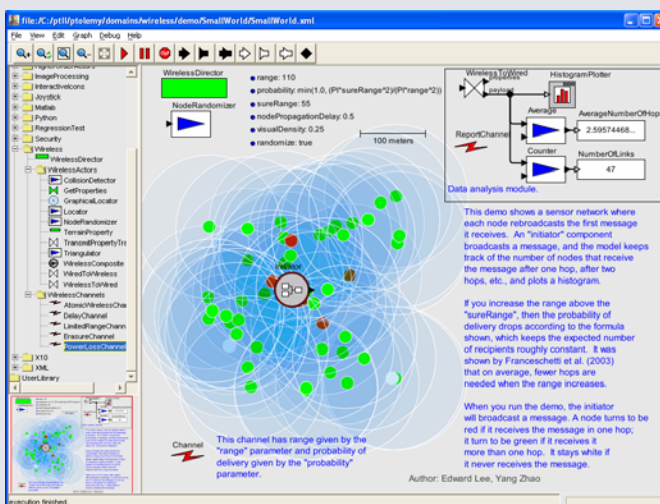 file:/C:/ptII/ptolemy/domains/wireless/demo/SmallWorld/SmallWorld.xml
File View Edit Graph Debug Help
ImageProcessing
InteractiveIcons
Joystick
Matlab
Python
RegressionTest
Security
Wireless
WirelessDirector
WirelessActors
CollisionDetector
GetProperties
GraphicalLocator
Locator
NodeRandomizer
TerrainProperty
TransmitPropertyTra
Triangulator
WirelessComposite
WiredToWireless
WirelessToWired
WirelessChannels
AtomicWirelessCha
DelayChannel
LimitedRangeChann
ErasureChannel
PowerLossChannel
X10
XML
UserLibrary
WirelessDirector
NodeRandomizer
range: 110
probability: min(1.0, (PI*sureRange^2)/(PI*range^2))
sureRange: 55
nodePropagationDelay: 0.5
visualDensity: 0.25
randomize: true
100 meters
WirelessToWired
properties
payload
HistogramPlotter
Average
AverageNumberOfHop
2.59574468...
ReportChannel
Counter
NumberOfLinks
47
Data analysis module.
This demo shows a sensor network where
each node rebroadcasts the first message
it receives. An "initiator" component
broadcasts a message, and the model keeps
track of the number of nodes that receive
the message after one hop, after two
hops, etc., and plots a histogram.
If you increase the range above the
"sureRange", then the probability of
delivery drops according to the formula
shown, which keeps the expected number
of recipients roughly constant. It was
shown by Franceschetti et al. (2003)
that on average, fewer hops are
needed when the range increases.
When you run the demo, the initiator
will broadcast a message. A node turns to be
red if it receives the message in one hop;
it turn to be green if it receives it
more than one hop. It stays white if
it never receives the message.
Channel
This channel has range given by the
"range" parameter and probability of
delivery given by the "probability"
parameter.
Author: Edward Lee, Yang Zhao
execution finished.